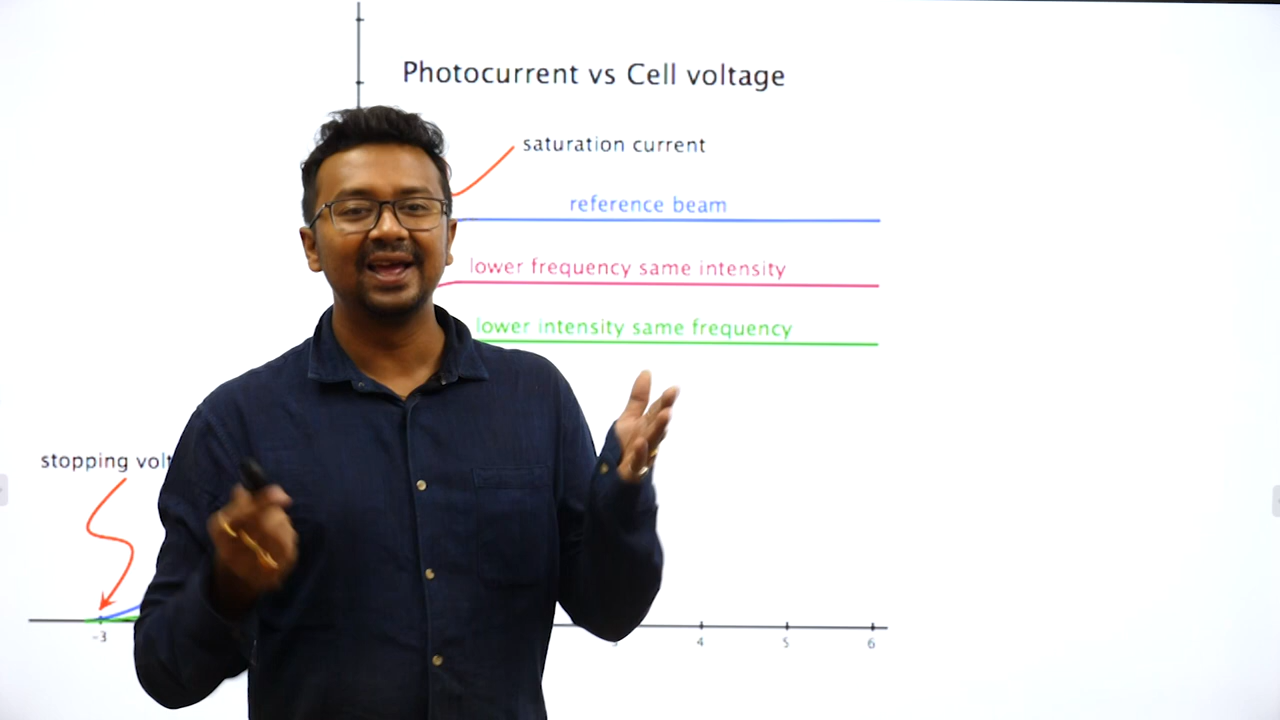 Photocurrent vs Cell voltage
saturation current
reference beam
lower frequency same intensity
lower intensity same frequency
stopping
-3
4
5
6